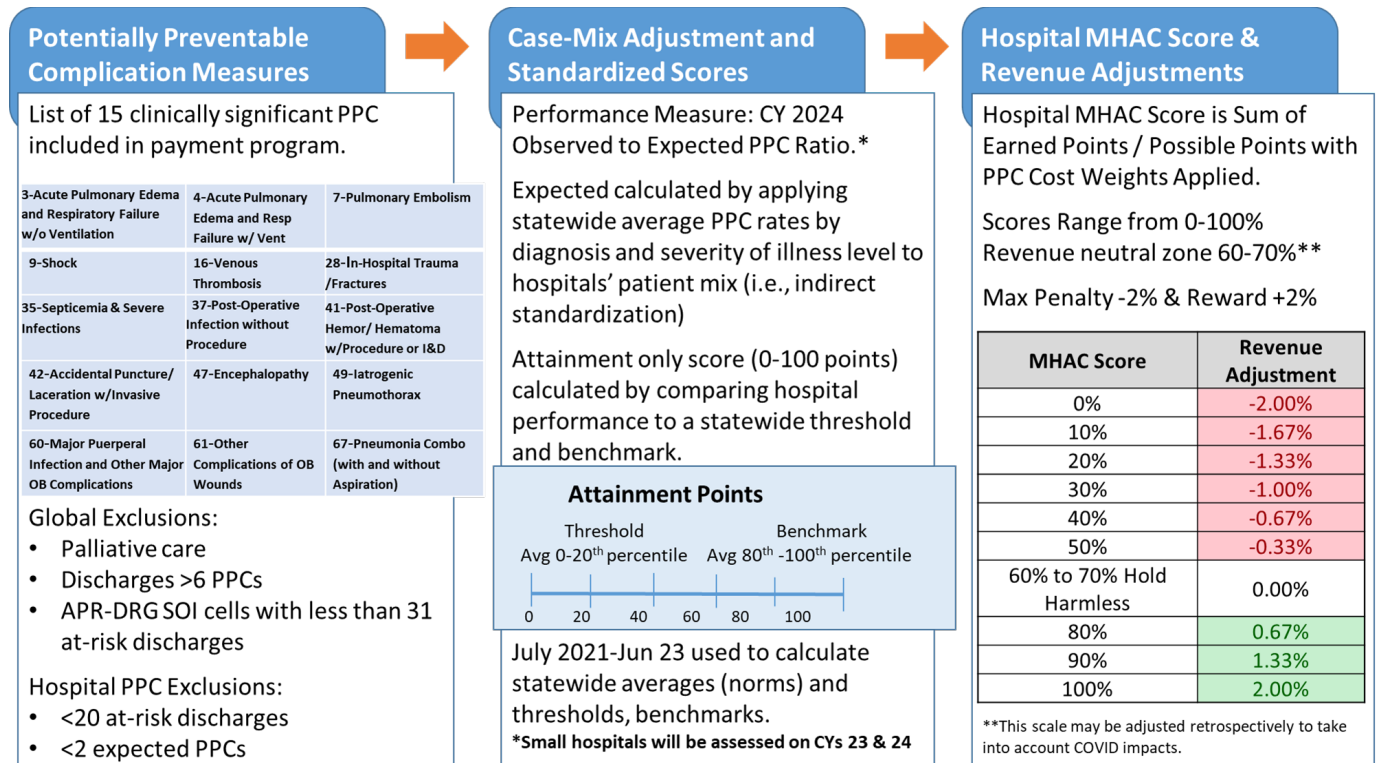 Potentially Preventable
Complication Measures
List of 15 clinically significant PPC
included in payment program.
3-Acute Pulmonary Edema
and Respiratory Failure
w/o Ventilation
4-Acute Pulmonary
Edema and Resp
Failure w/ Vent
7-Pulmonary Embolism
9-Shock
16-Venous
Thrombosis
28-In-Hospital Trauma
/Fractures
35-Septicemia & Severe
Infections
37-Post-Operative
Infection without
Procedure
41-Post-Operative
Hemor/ Hematoma
w/Procedure or I&D
42-Accidental Puncture/
Laceration w/Invasive
Procedure
47-Encephalopathy
49-Iatrogenic
Pneumothorax
60-Major Puerperal
Infection and Other Major
OB Complications
61-Other
Complications of OB
Wounds
67-Pneumonia Combo
(with and without
Aspiration)
Global Exclusions:
• Palliative care
• Discharges >6 PPCs
• APR-DRG SOI cells with less than 31
at-risk discharges
Hospital PPC Exclusions:
• <20 at-risk discharges
• <2 expected PPCs
Case-Mix Adjustment and
Standardized Scores
Performance Measure: CY 2024
Observed to Expected PPC Ratio.*
Expected calculated by applying
statewide average PPC rates by
diagnosis and severity of illness level to
hospitals’ patient mix (i.e., indirect
standardization)
Attainment only score (0-100 points)
calculated by comparing hospital
performance to a statewide threshold
and benchmark.
Attainment Points
Threshold Benchmark
Avg 0-20th percentile Avg 80th -100th percentile
0 20 40 60 80 100
July 2021-Jun 23 used to calculate
statewide averages (norms) and
thresholds, benchmarks.
*Small hospitals will be assessed on CYs 23 & 24
Hospital MHAC Score &
Revenue Adjustments
Hospital MHAC Score is Sum of
Earned Points / Possible Points with
PPC Cost Weights Applied.
Scores Range from 0-100%
Revenue neutral zone 60-70%**
Max Penalty -2% & Reward +2%
MHAC Score Revenue
Adjustment
0% -2.00%
10% -1.67%
20% -1.33%
30% -1.00%
40% -0.67%
50% -0.33%
60% to 70% Hold
Harmless 0.00%
80% 0.67%
90% 1.33%
100% 2.00%
**This scale may be adjusted retrospectively to take
into account COVID impacts.